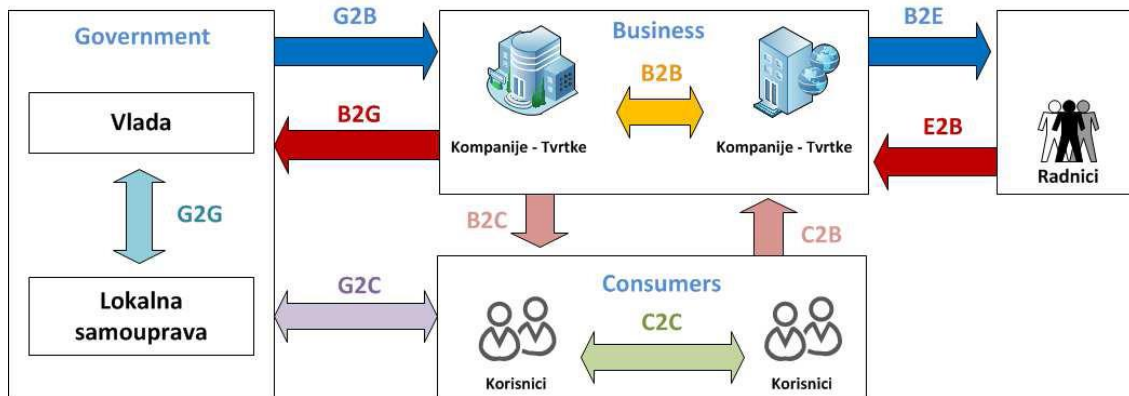 G2B
B2E
Government
Business
B2B
Vlada
B2G
E2B
Kompanije - Tvrtke
Kompanije - Tvrtke
Radnici
G2G
B2C
C2B
Lokalna
samouprava
G2C
Consumers
C2C
Korisnici
Korisnici